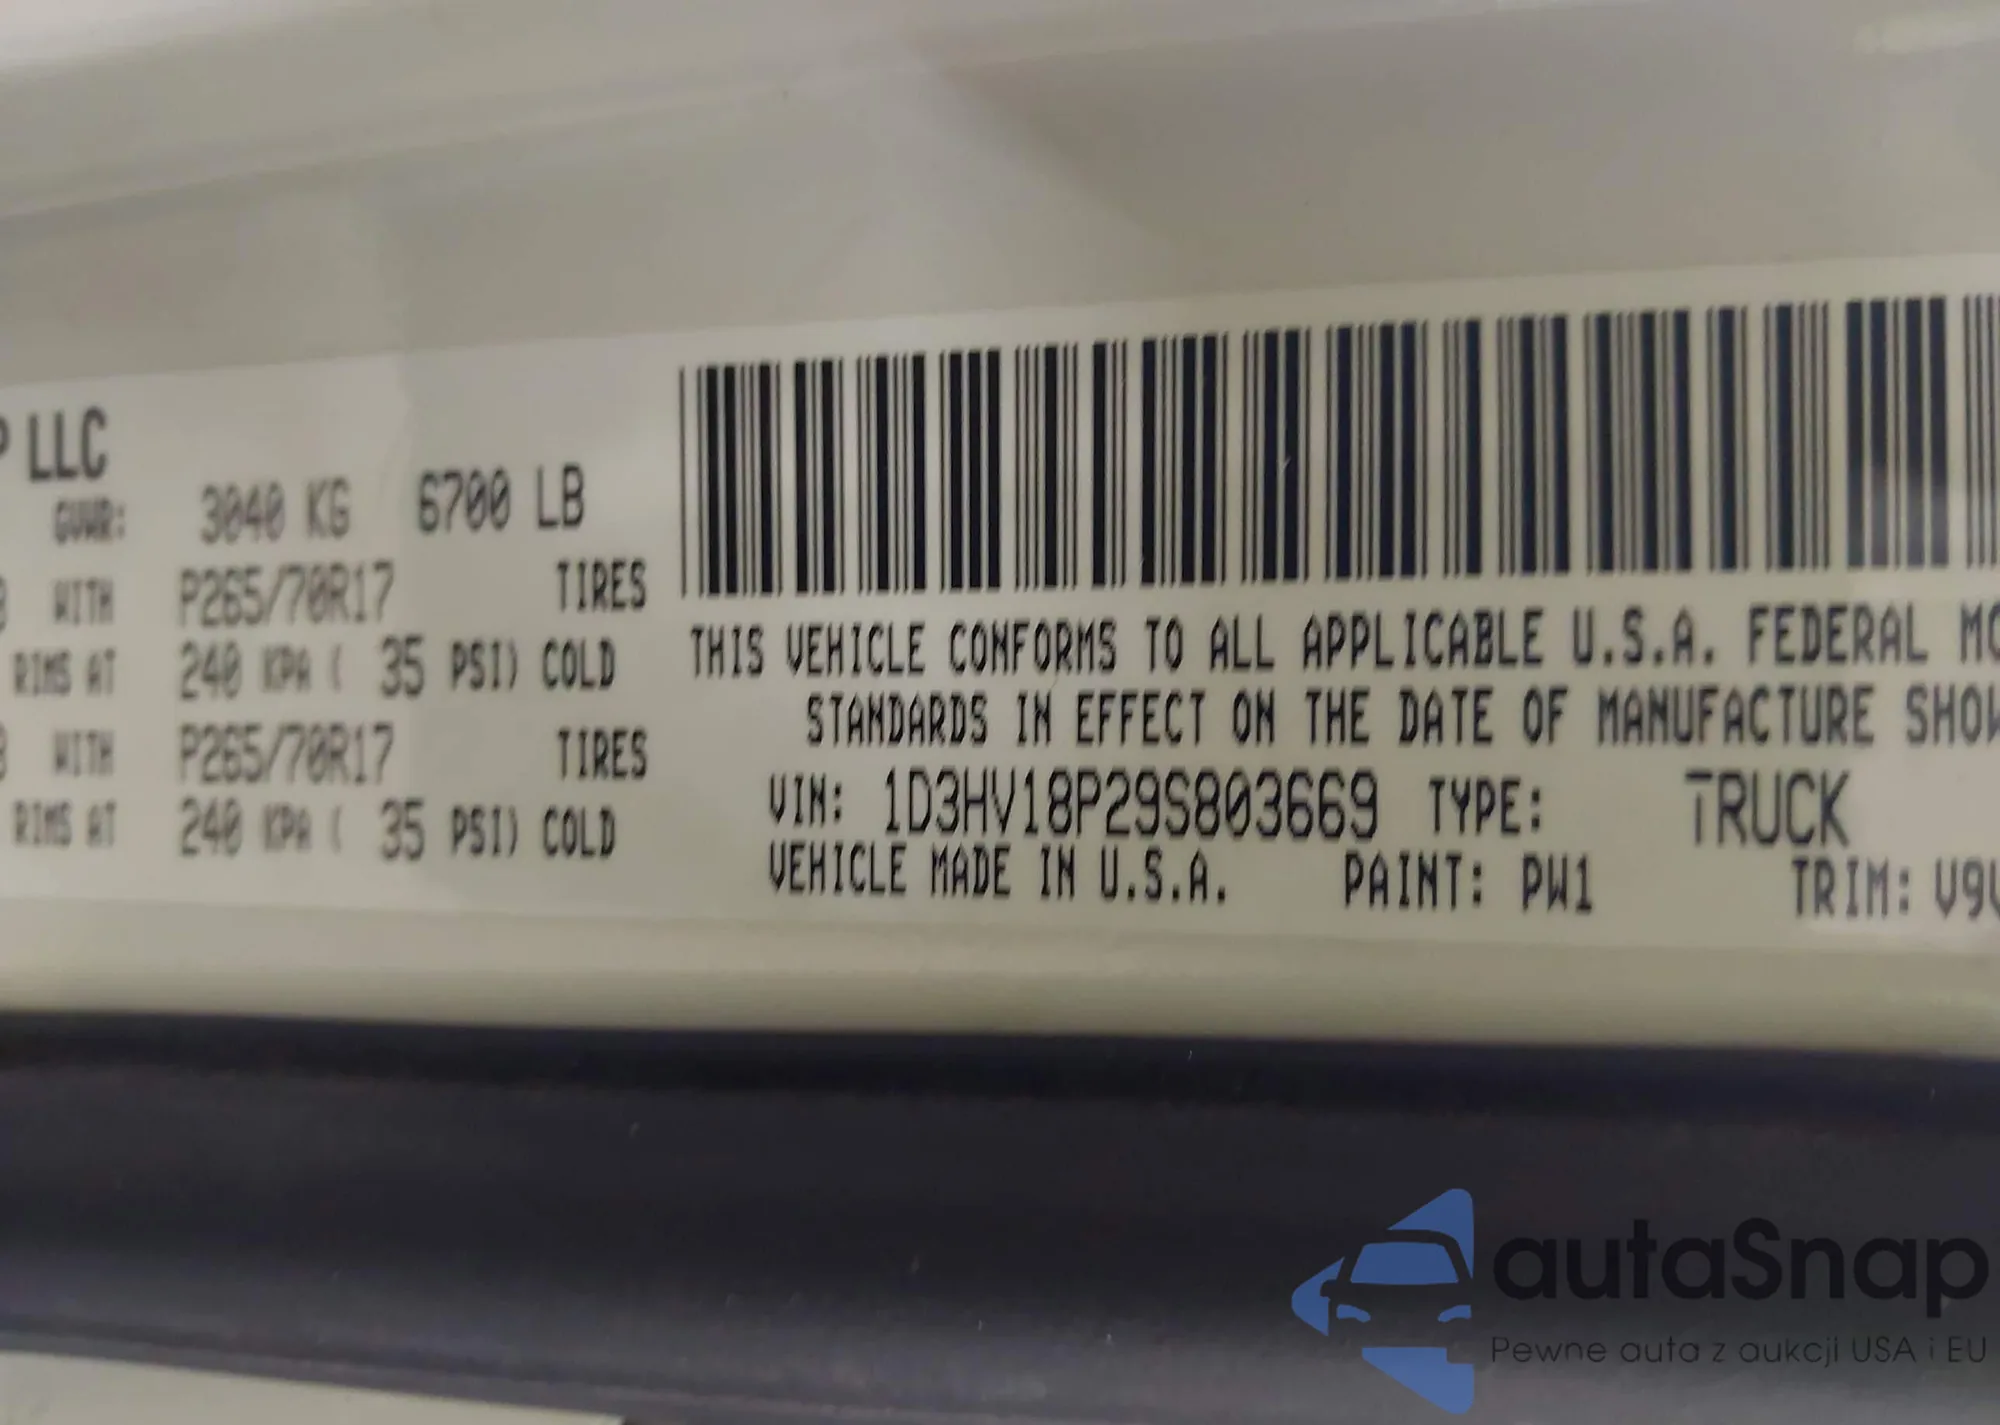 P LLC
GVWR: 3040 KG 6700 LB
WITH P265/70R17 TIRES
RIMS AT 240 KPA ( 35 PSI) COLD
WITH P265/70R17 TIRES
RIMS AT 240 KPA ( 35 PSI) COLD
THIS VEHICLE CONFORMS TO ALL APPLICABLE U.S.A. FEDERAL MO
STANDARDS IN EFFECT ON THE DATE OF MANUFACTURE SHOW
VIN: 1D3HV18P29S803669 TYPE: TRUCK
VEHICLE MADE IN U.S.A. PAINT: PW1 TRIM: V9V
autaSnap
Pewne auta z aukcji USA i EU